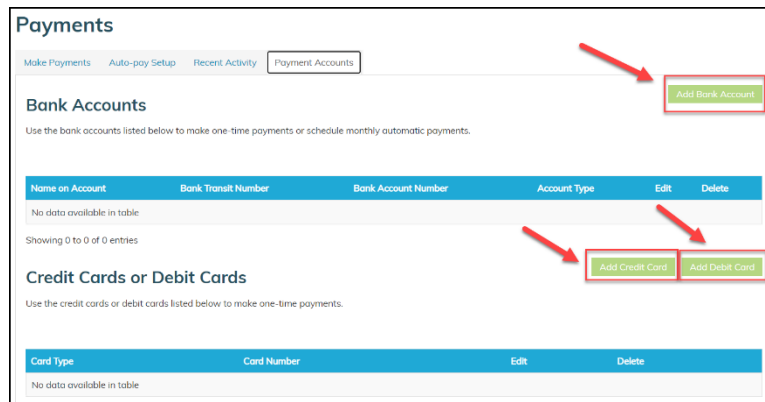 Payments
Make Payments Auto-pay Setup Recent Activity Payment Accounts
Add Bank Account
Bank Accounts
Use the bank accounts listed below to make one-time payments or schedule monthly automatic payments.
Name on Account Bank Transit Number Bank Account Number Account Type Edit Delete
No data available in table
Showing 0 to 0 of 0 entries
Add Credit Card Add Debit Card
Credit Cards or Debit Cards
Use the credit cards or debit cards listed below to make one-time payments.
Card Type Card Number Edit Delete
No data available in table